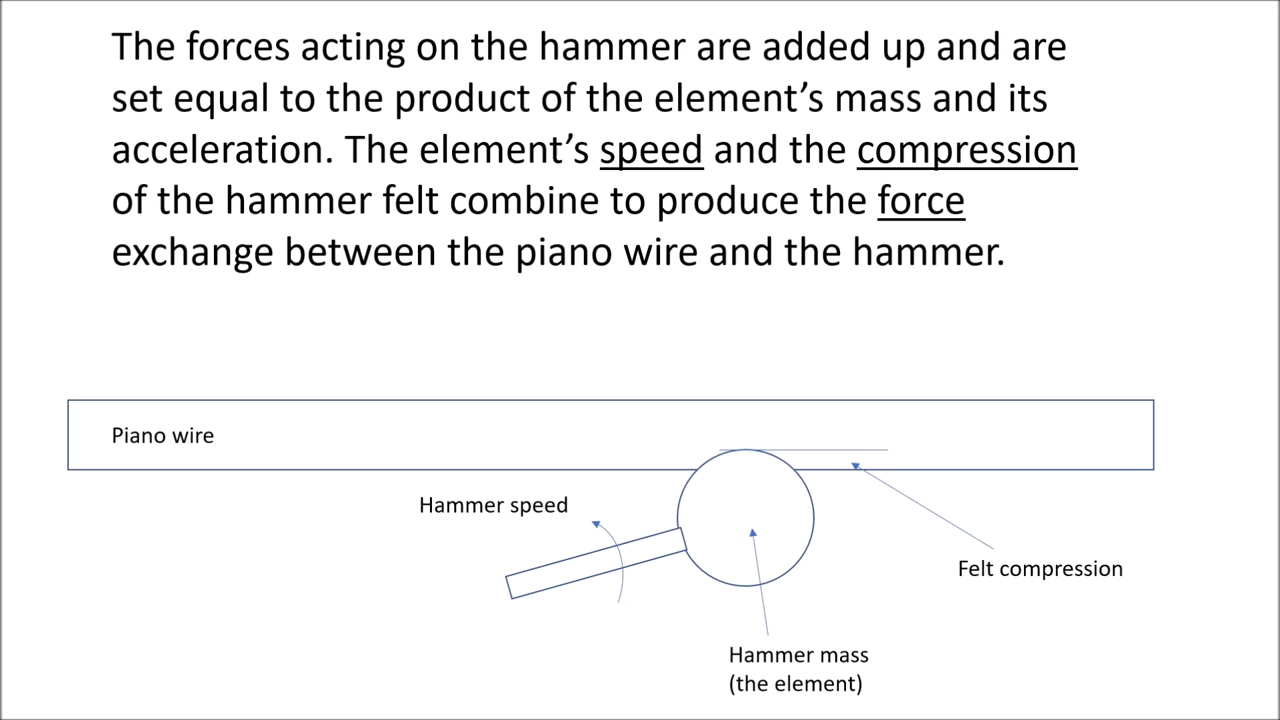 The forces acting on the hammer are added up and are
set equal to the product of the element’s mass and its
acceleration. The element’s speed and the compression
of the hammer felt combine to produce the force
exchange between the piano wire and the hammer.
Piano wire
Hammer speed
Felt compression
Hammer mass
(the element)